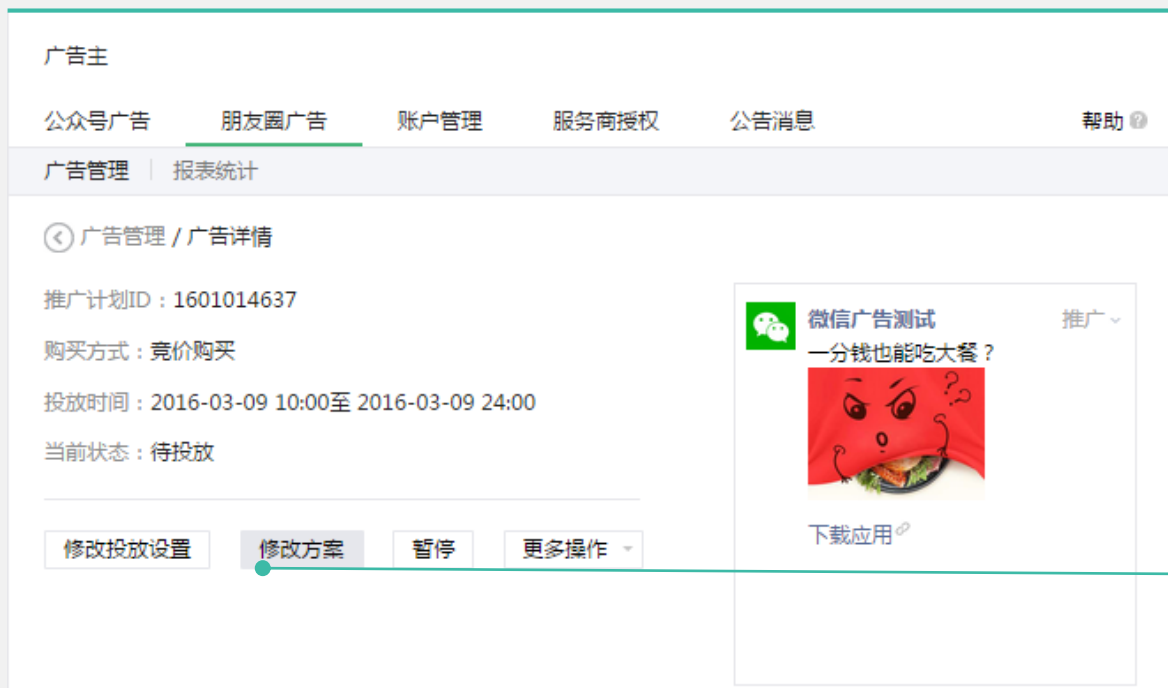 广告主
公众号广告 朋友圈广告 账户管理 服务商授权 公告消息 帮助 ?
广告管理 | 报表统计
广告管理 / 广告详情
推广计划ID：1601014637
购买方式：竞价购买
投放时间：2016-03-09 10:00至 2016-03-09 24:00
当前状态：待投放
修改投放设置 修改方案 暂停 更多操作
微信广告测试 推广
一分钱也能吃大餐？
???
下载应用